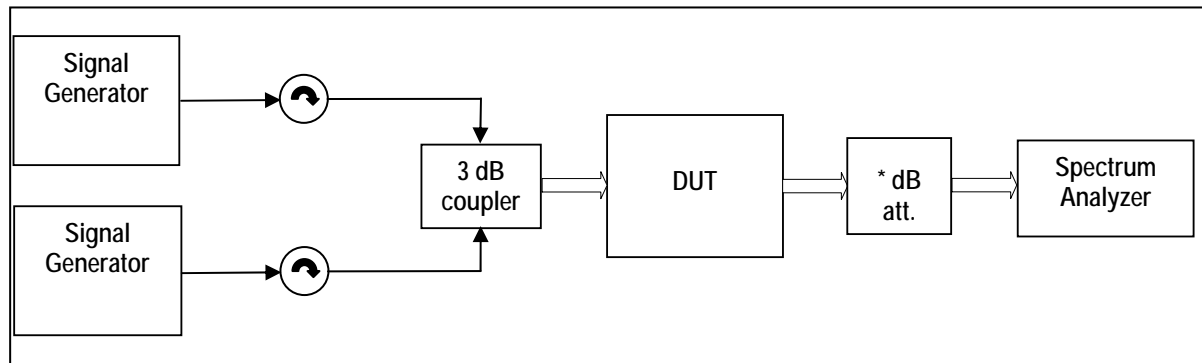 Signal
Generator
3 dB
coupler
DUT
* dB
att.
Spectrum
Analyzer
Signal
Generator